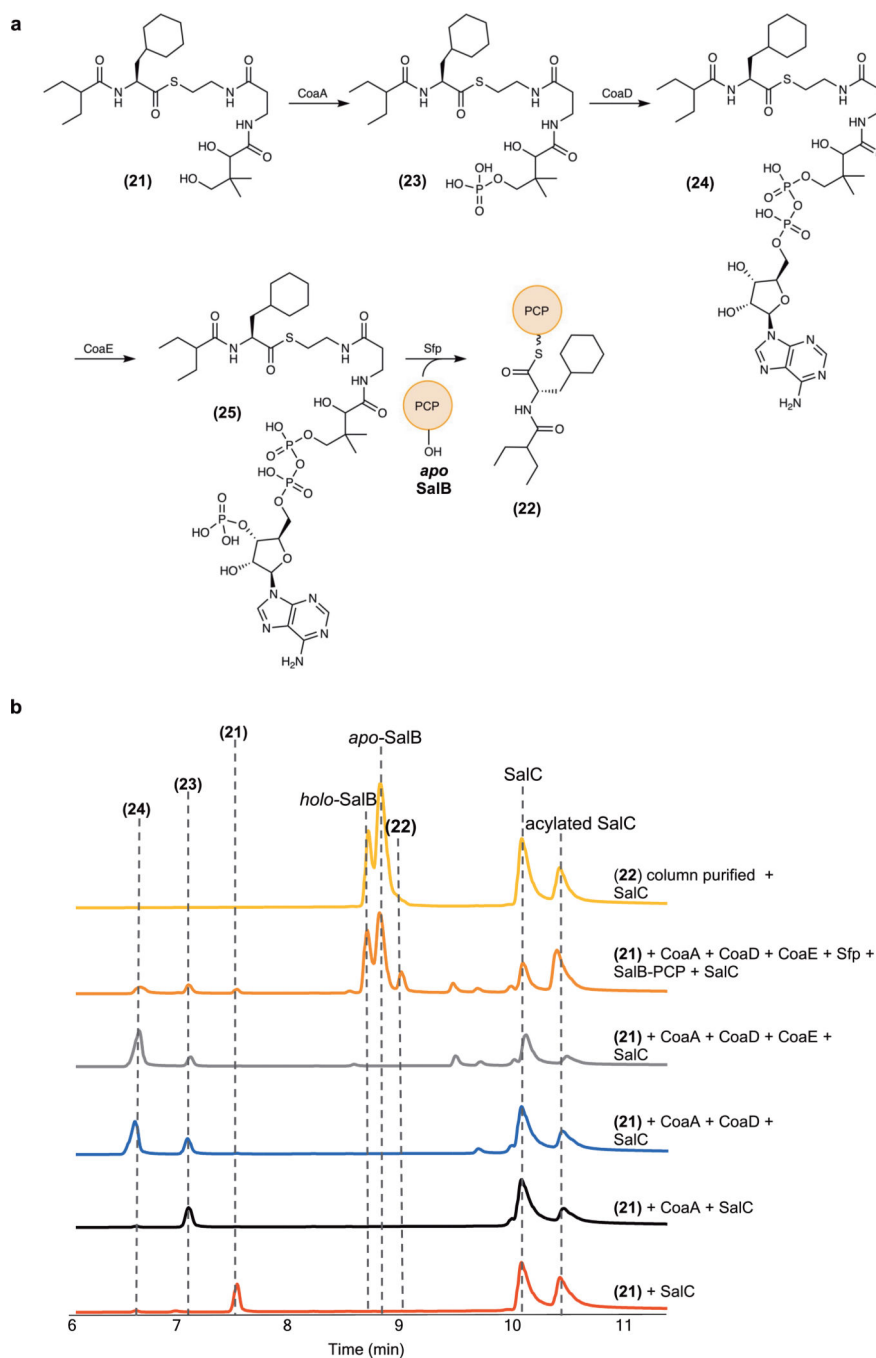 a
CoaA
CoaD
(21)
(23)
(24)
CoaE
Sfp
PCP
PCP
OH
apo
SalB
(25)
(22)
b
(21)
apo-SalB
(23)
(24)
holo-SalB
(22)
SalC
acylated SalC
(22) column purified +
SalC
(21) + CoaA + CoaD + CoaE + Sfp +
SalB-PCP + SalC
(21) + CoaA + CoaD + CoaE +
SalC
(21) + CoaA + CoaD +
SalC
(21) + CoaA + SalC
(21) + SalC
6 7 8 9 10 11
Time (min)